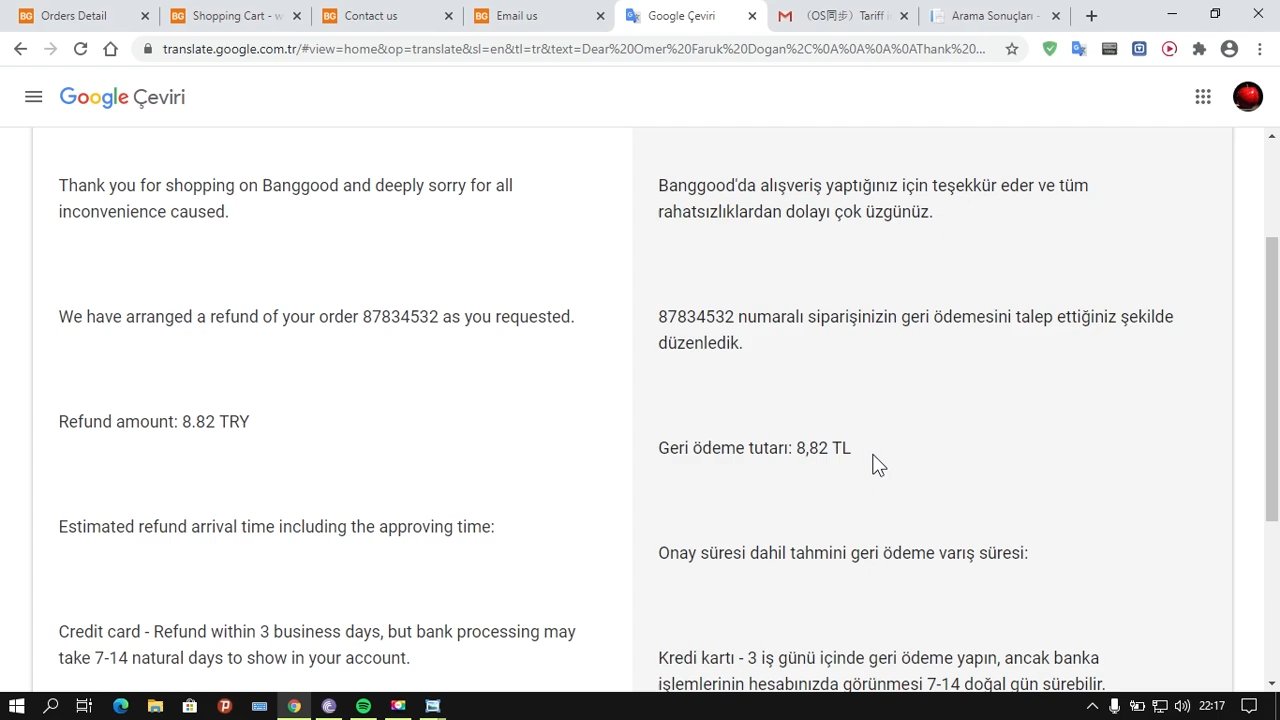 Orders Detail
Shopping Cart - w
Contact us
Email us
Google Çeviri
(OS同步) Tariff i
Arama Sonuçları -
translate.google.com.tr/#view=home&op=translate&sl=en&tl=tr&text=Dear%20Omer%20Faruk%20Dogan%2C%0A%0A%0A%0AThank%20...
Google Çeviri
Thank you for shopping on Banggood and deeply sorry for all
inconvenience caused.
We have arranged a refund of your order 87834532 as you requested.
Refund amount: 8.82 TRY
Estimated refund arrival time including the approving time:
Credit card - Refund within 3 business days, but bank processing may
take 7-14 natural days to show in your account.
Banggood'da alışveriş yaptığınız için teşekkür eder ve tüm
rahatsızlıklardan dolayı çok üzgünüz.
87834532 numaralı siparişinizin geri ödemesini talep ettiğiniz şekilde
düzenledik.
Geri ödeme tutarı: 8,82 TL
Onay süresi dahil tahmini geri ödeme varış süresi:
Kredi kartı - 3 iş günü içinde geri ödeme yapın, ancak banka
işlemlerinin hesabınızda görünmesi 7-14 doğal gün sürebilir.
22:17